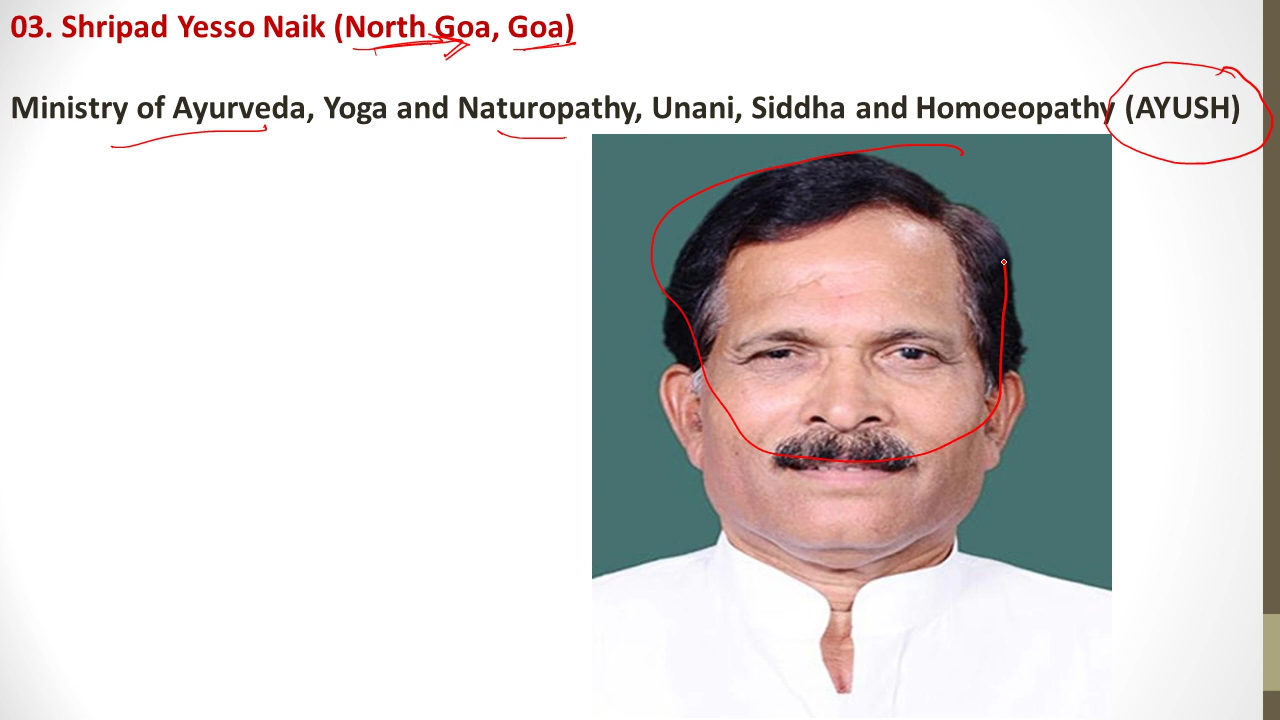 03. Shripad Yesso Naik (North Goa, Goa)
Ministry of Ayurveda, Yoga and Naturopathy, Unani, Siddha and Homoeopathy (AYUSH)